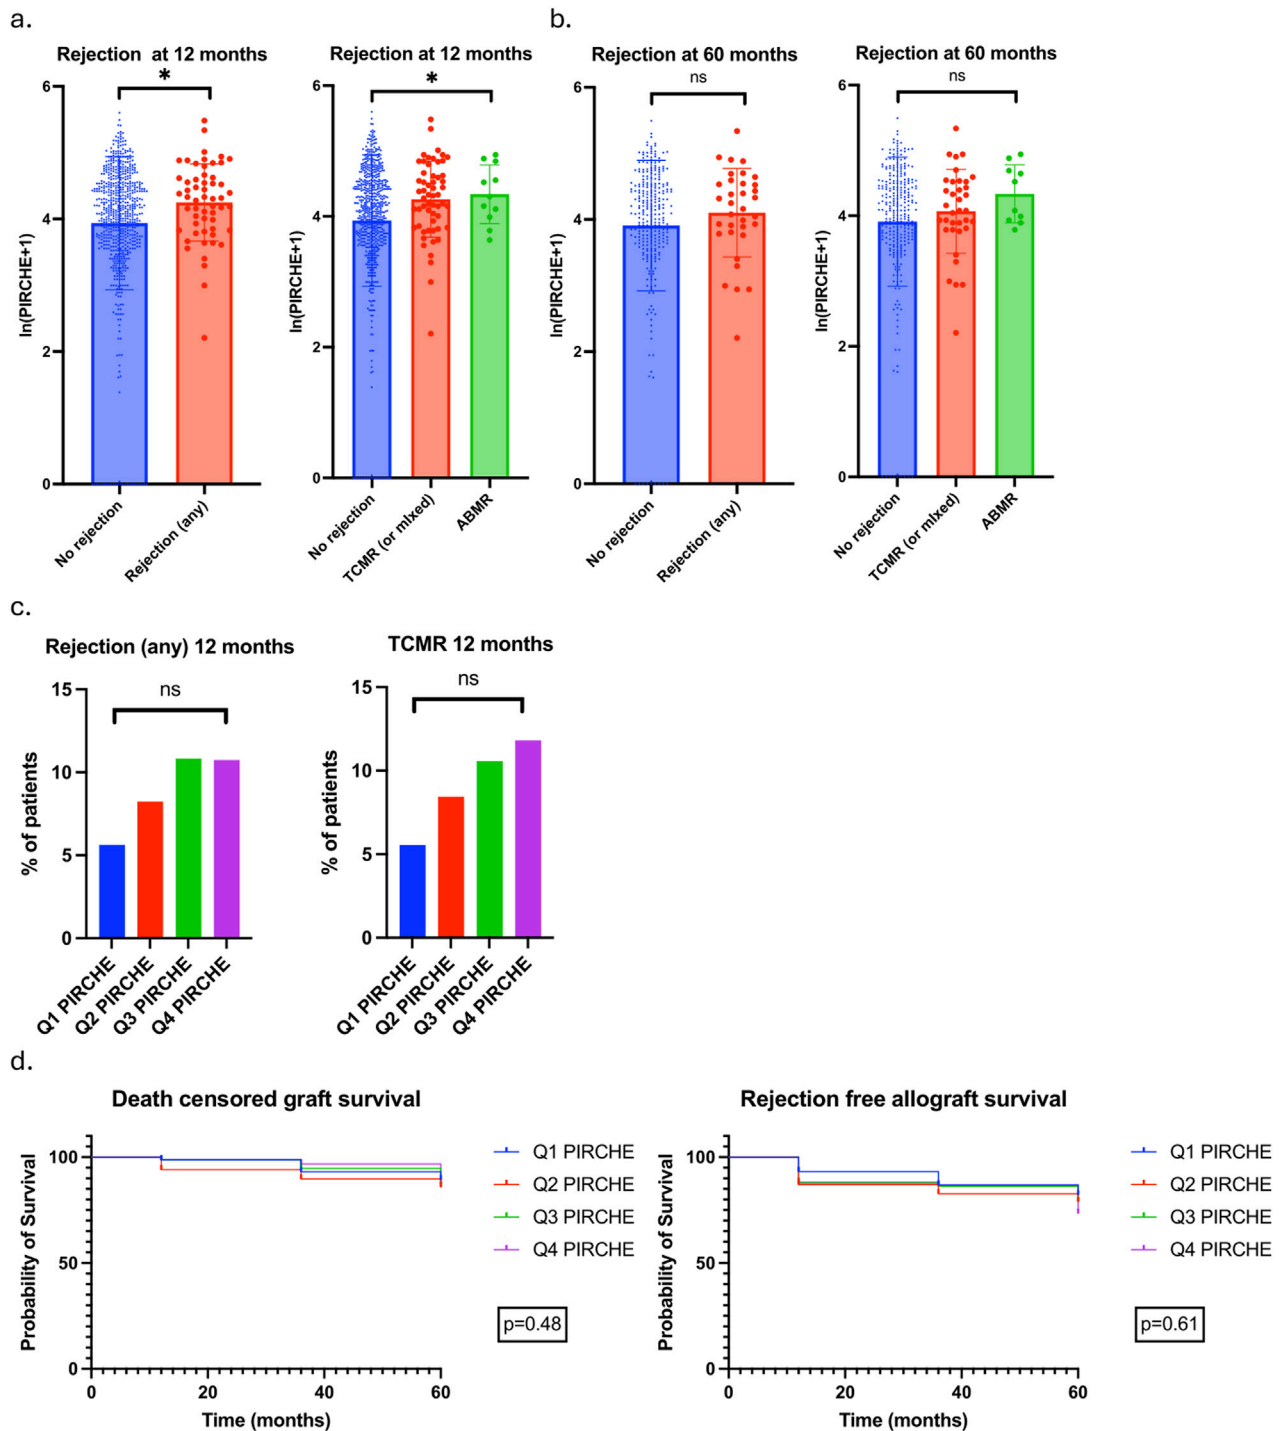 a.
b.
Rejection at 12 months
*
ln(PIRCHE+1)
6
4
2
0
No rejection
Rejection (any)
Rejection at 12 months
*
ln(PIRCHE+1)
6
4
2
0
No rejection
TCMR (or mIxed)
ABMR
Rejection at 60 months
ns
ln(PIRCHE+1)
6
4
2
0
No rejection
Rejection (any)
Rejection at 60 months
ns
ln(PIRCHE+1)
6
4
2
0
No rejection
TCMR (or mIxed)
ABMR
c.
Rejection (any) 12 months
ns
% of patients
15
10
5
0
Q1 PIRCHE
Q2 PIRCHE
Q3 PIRCHE
Q4 PIRCHE
TCMR 12 months
ns
% of patients
15
10
5
0
Q1 PIRCHE
Q2 PIRCHE
Q3 PIRCHE
Q4 PIRCHE
d.
Death censored graft survival
Probability of Survival
100
50
0
0 20 40 60
Time (months)
Q1 PIRCHE
Q2 PIRCHE
Q3 PIRCHE
Q4 PIRCHE
p=0.48
Rejection free allograft survival
Probability of Survival
100
50
0
0 20 40 60
Time (months)
Q1 PIRCHE
Q2 PIRCHE
Q3 PIRCHE
Q4 PIRCHE
p=0.61